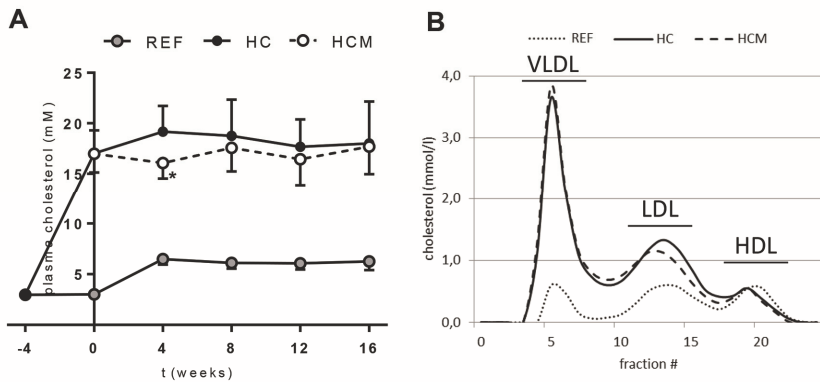 A
REF HC HCM
25
20
15
10
5
plasma cholesterol (mM)
*
-4 0 4 8 12 16
t (weeks)
B
REF HC HCM
VLDL
LDL
HDL
4,0
3,0
2,0
1,0
0,0
cholesterol (mmol/l)
0 5 10 15 20
fraction #